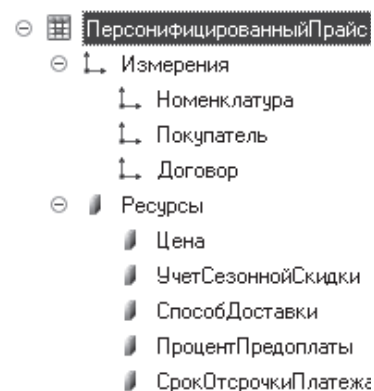 ПерсонифицированныйПрайс
Измерения
Номенклатура
Покупатель
Договор
Ресурсы
Цена
УчетСезоннойСкидки
СпособДоставки
ПроцентПредоплаты
СрокОтсрочкиПлатежа